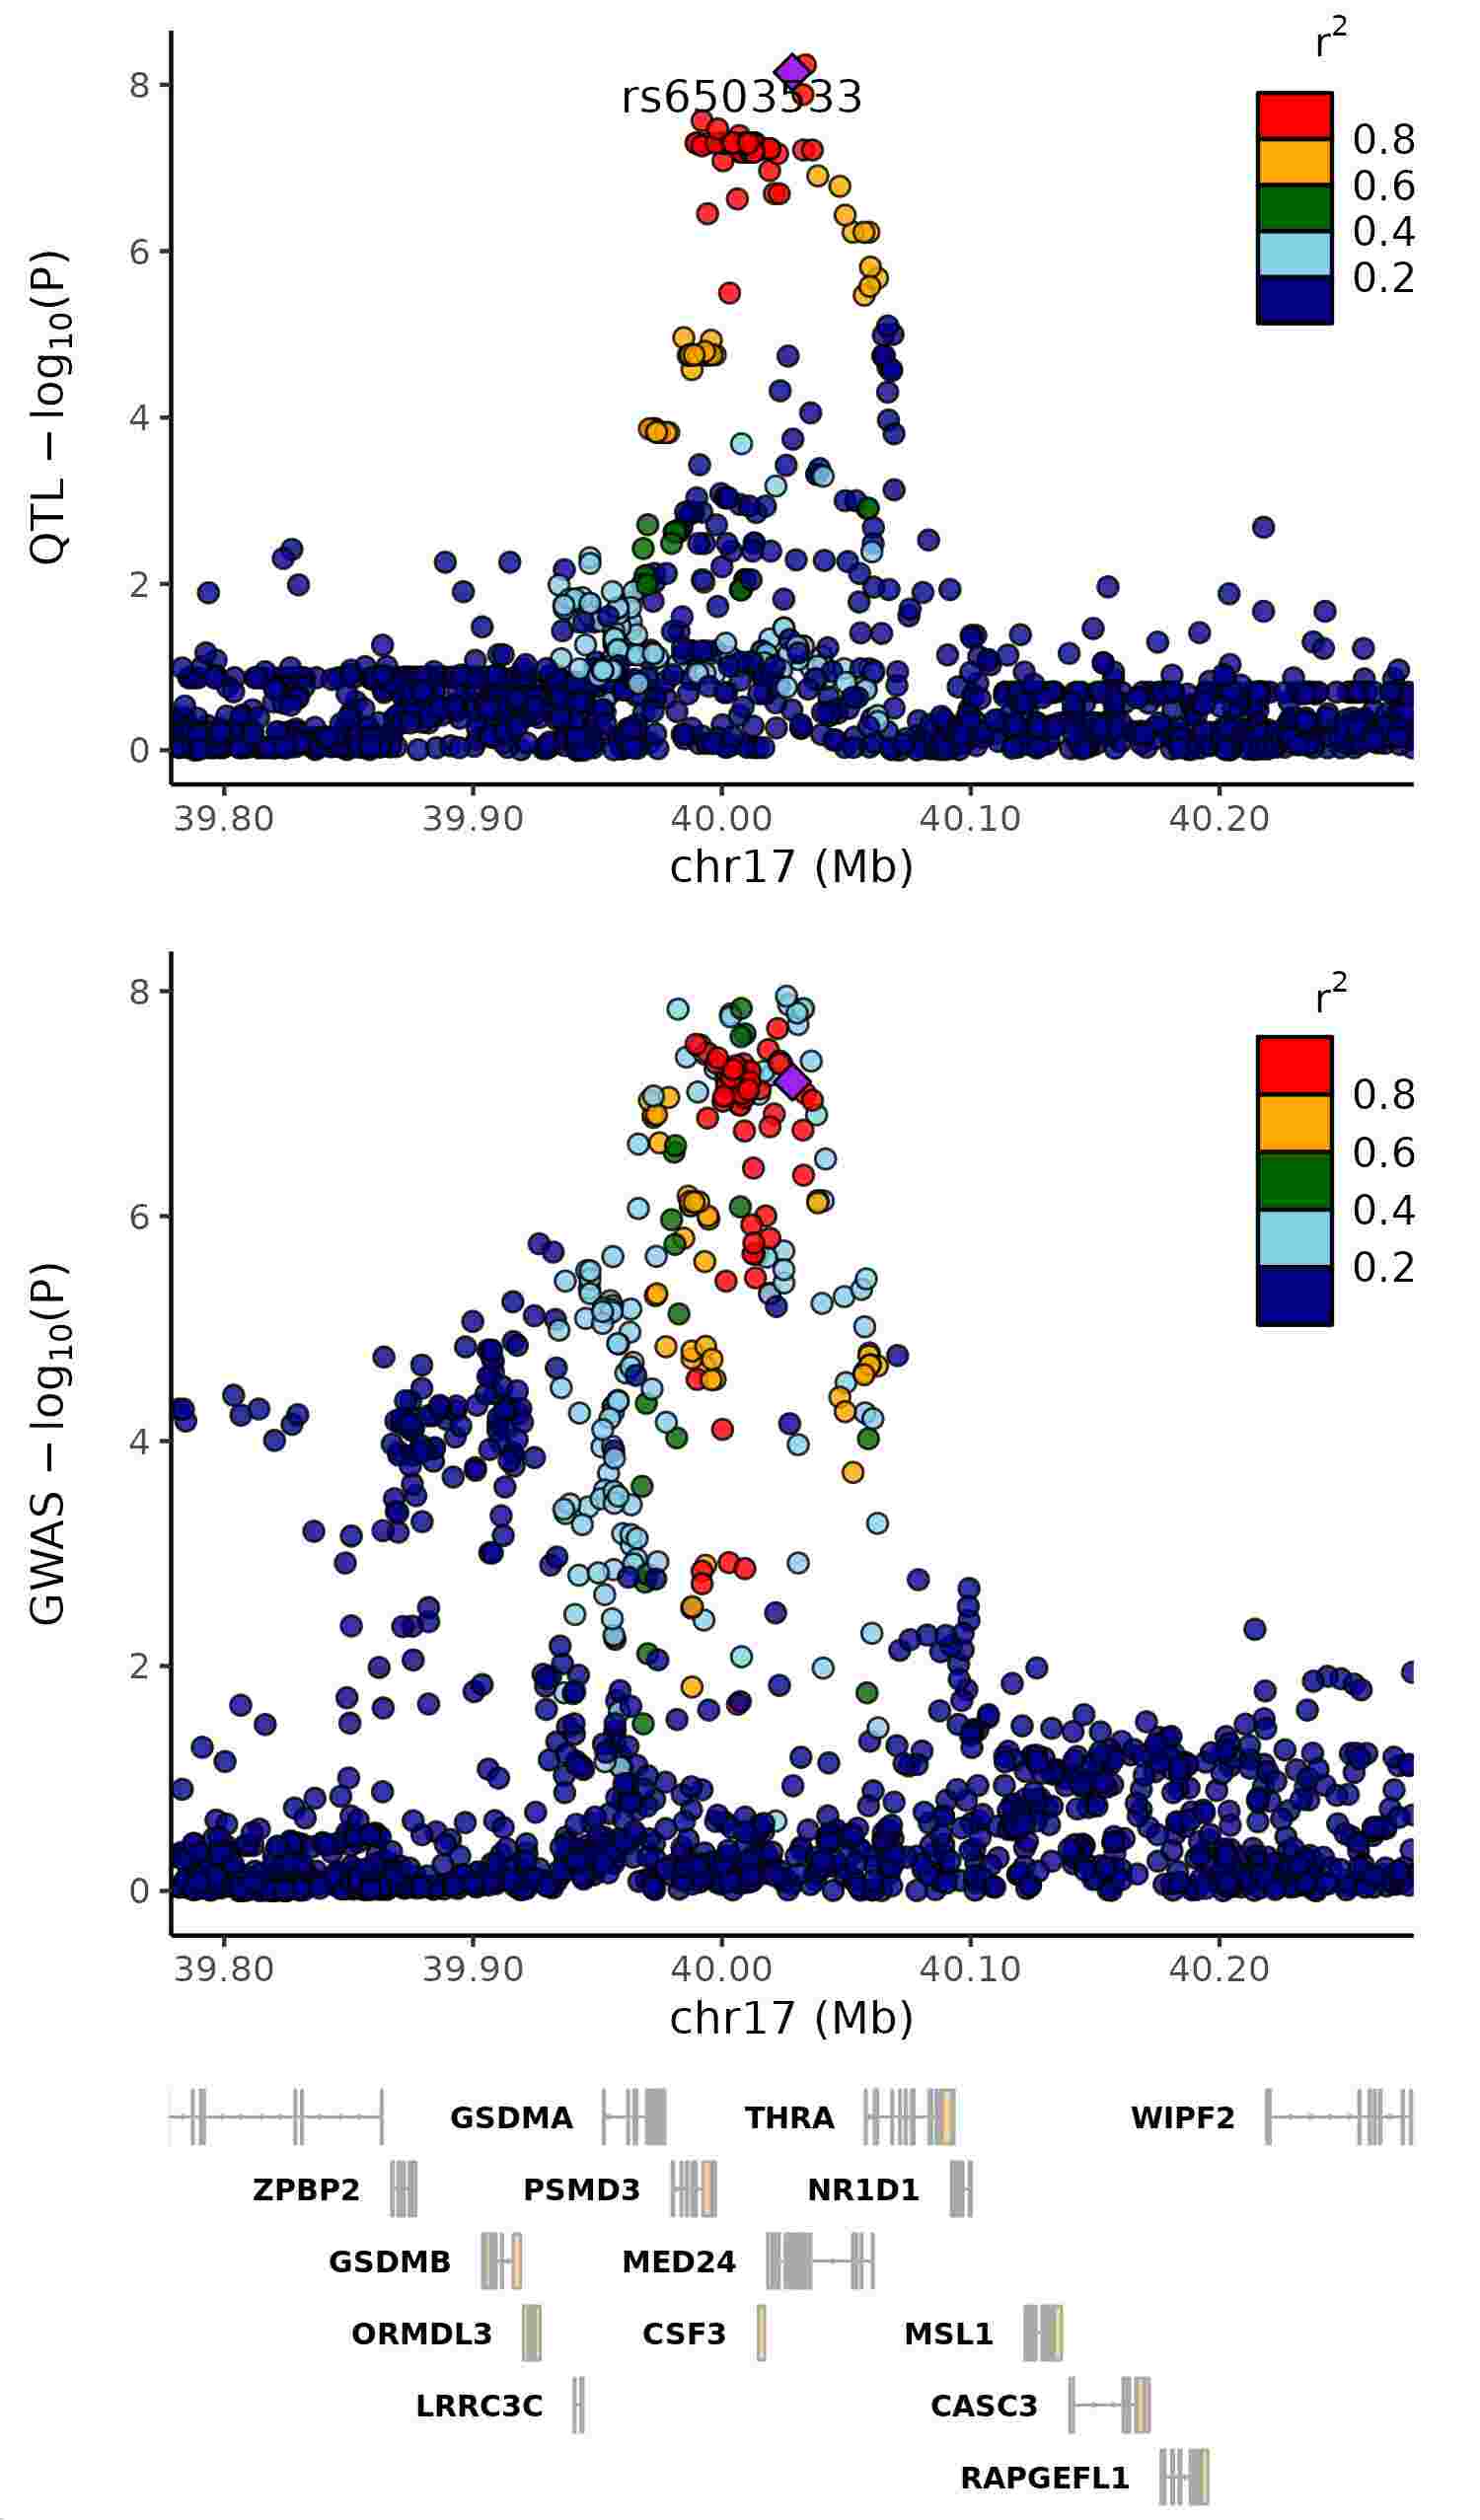 r2
8
rs6503533
0.8
0.6
6
0.4
0.2
QTL − log10(P)
4
2
0
39.80 39.90 40.00 40.10 40.20
chr17 (Mb)
r2
8
0.8
0.6
6
0.4
0.2
GWAS − log10(P)
4
2
0
39.80 39.90 40.00 40.10 40.20
chr17 (Mb)
GSDMA THRA WIPF2
ZPBP2 PSMD3 NR1D1
GSDMB MED24
ORMDL3 CSF3 MSL1
LRRC3C CASC3
RAPGEFL1